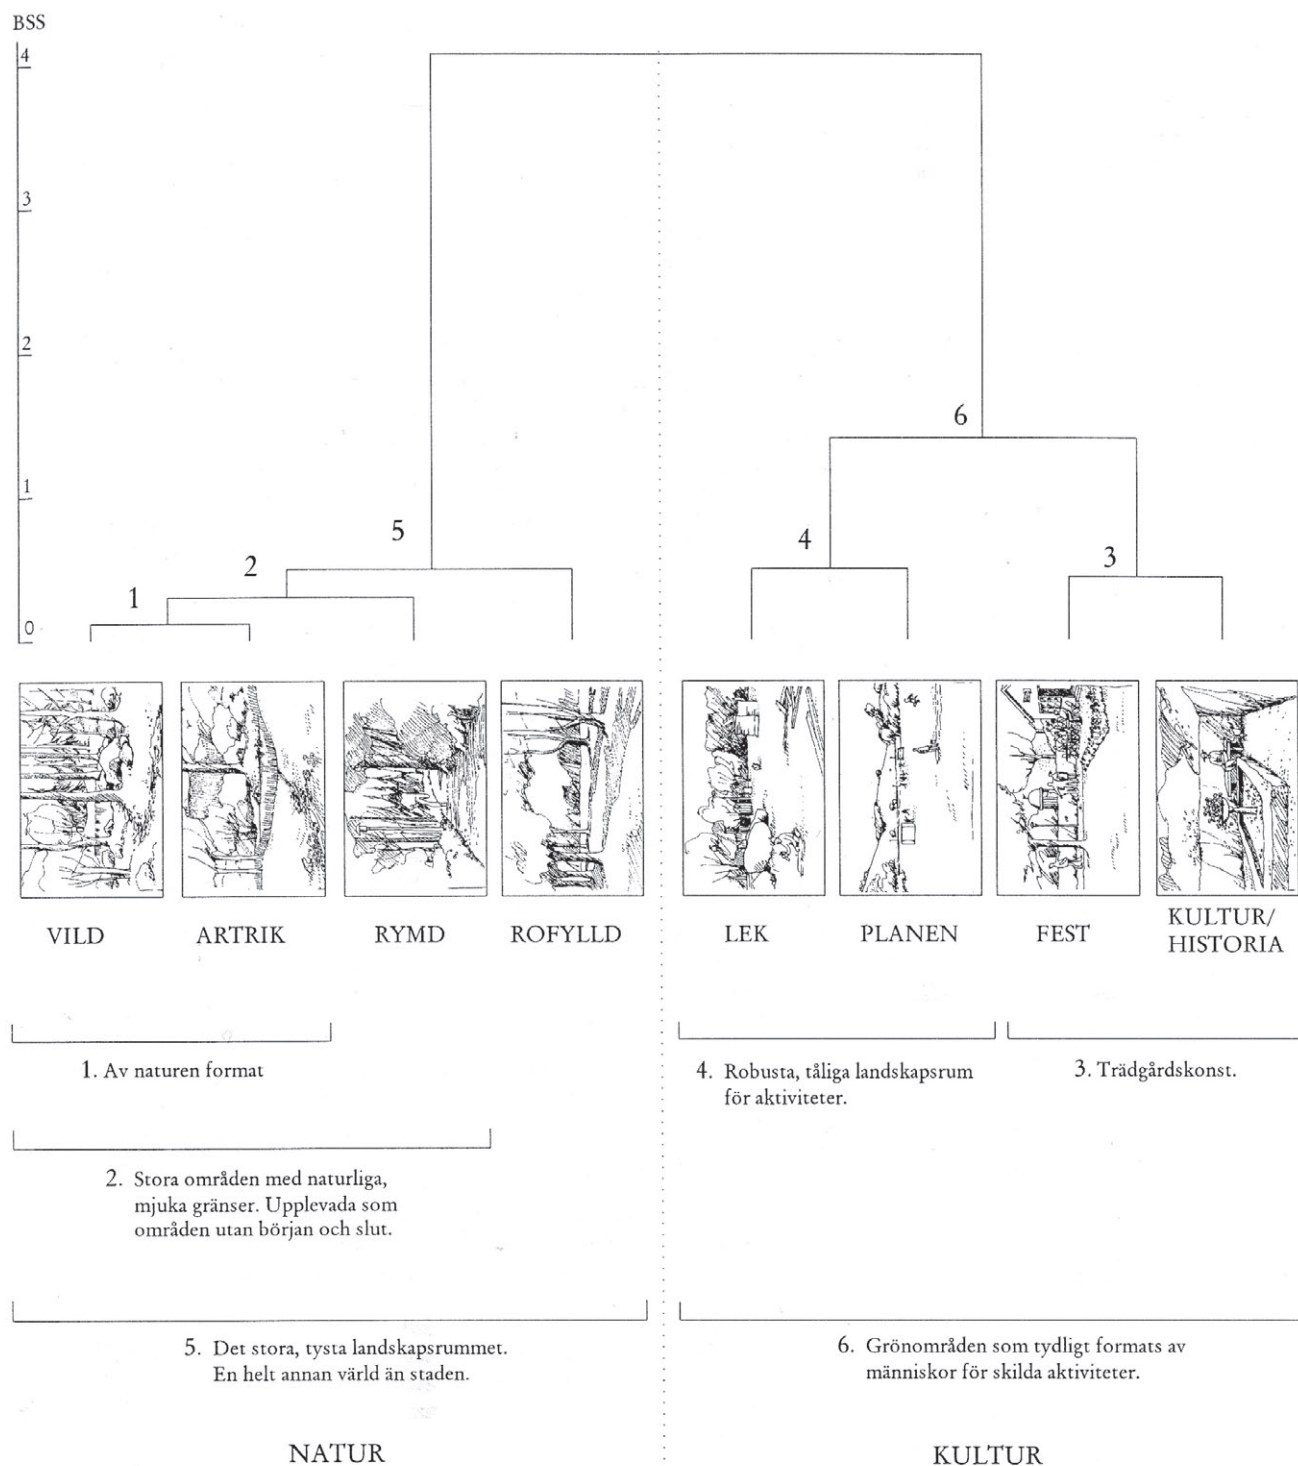 BSS
4
3
2
1
0
6
5
4
3
2
1
VILD
ARTRIK
RYMD
ROFYLLD
LEK
PLANEN
FEST
KULTUR/
HISTORIA
1. Av naturen format
4. Robusta, tåliga landskapsrum
för aktiviteter.
3. Trädgårdskonst.
2. Stora områden med naturliga,
mjuka gränser. Upplevada som
områden utan början och slut.
5. Det stora, tysta landskapsrummet.
En helt annan värld än staden.
6. Grönområden som tydligt formats av
människor för skilda aktiviteter.
NATUR
KULTUR